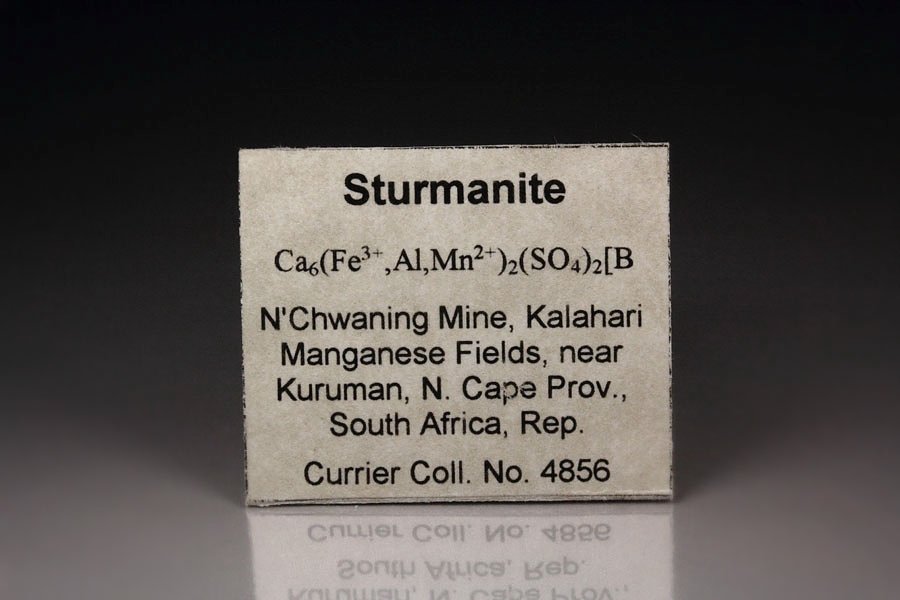 Sturmanite
Ca₆(Fe³⁺,Al,Mn²⁺)₂(SO₄)₂[B
N'Chwaning Mine, Kalahari
Manganese Fields, near
Kuruman, N. Cape Prov.,
South Africa, Rep.
Currier Coll. No. 4856